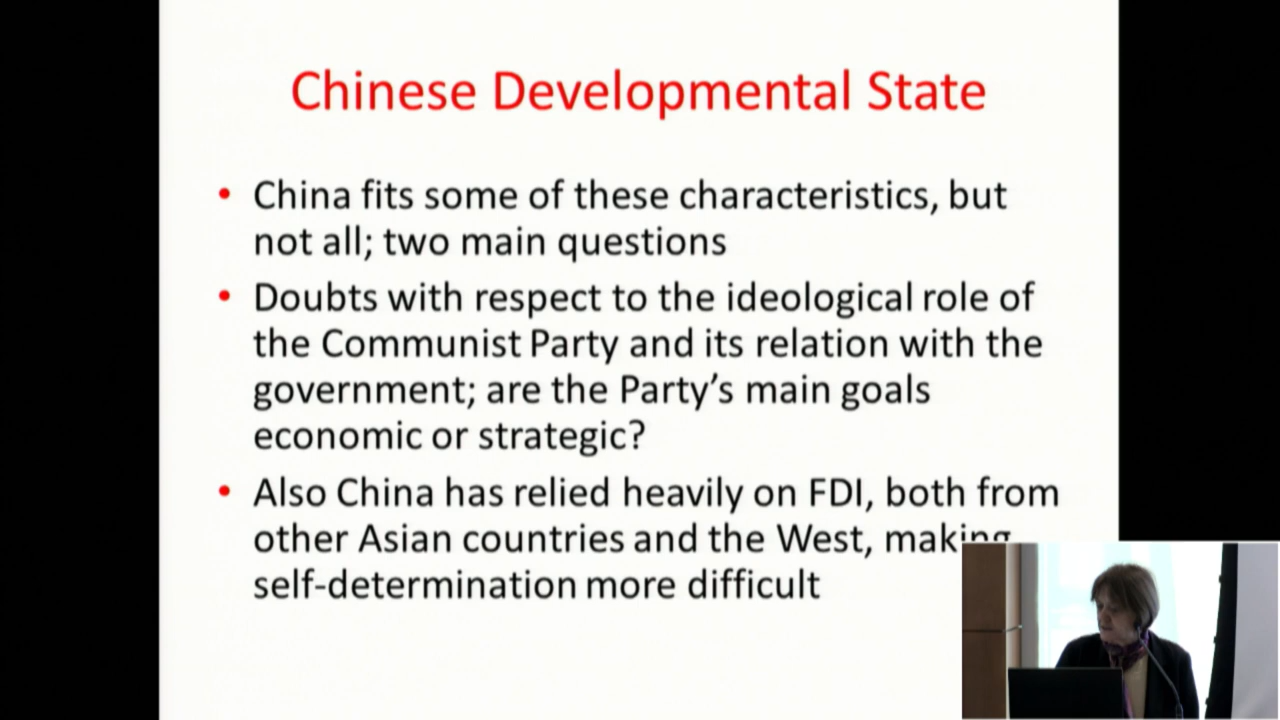 Chinese Developmental State
• China fits some of these characteristics, but
not all; two main questions
• Doubts with respect to the ideological role of
the Communist Party and its relation with the
government; are the Party’s main goals
economic or strategic?
• Also China has relied heavily on FDI, both from
other Asian countries and the West, making
self-determination more difficult